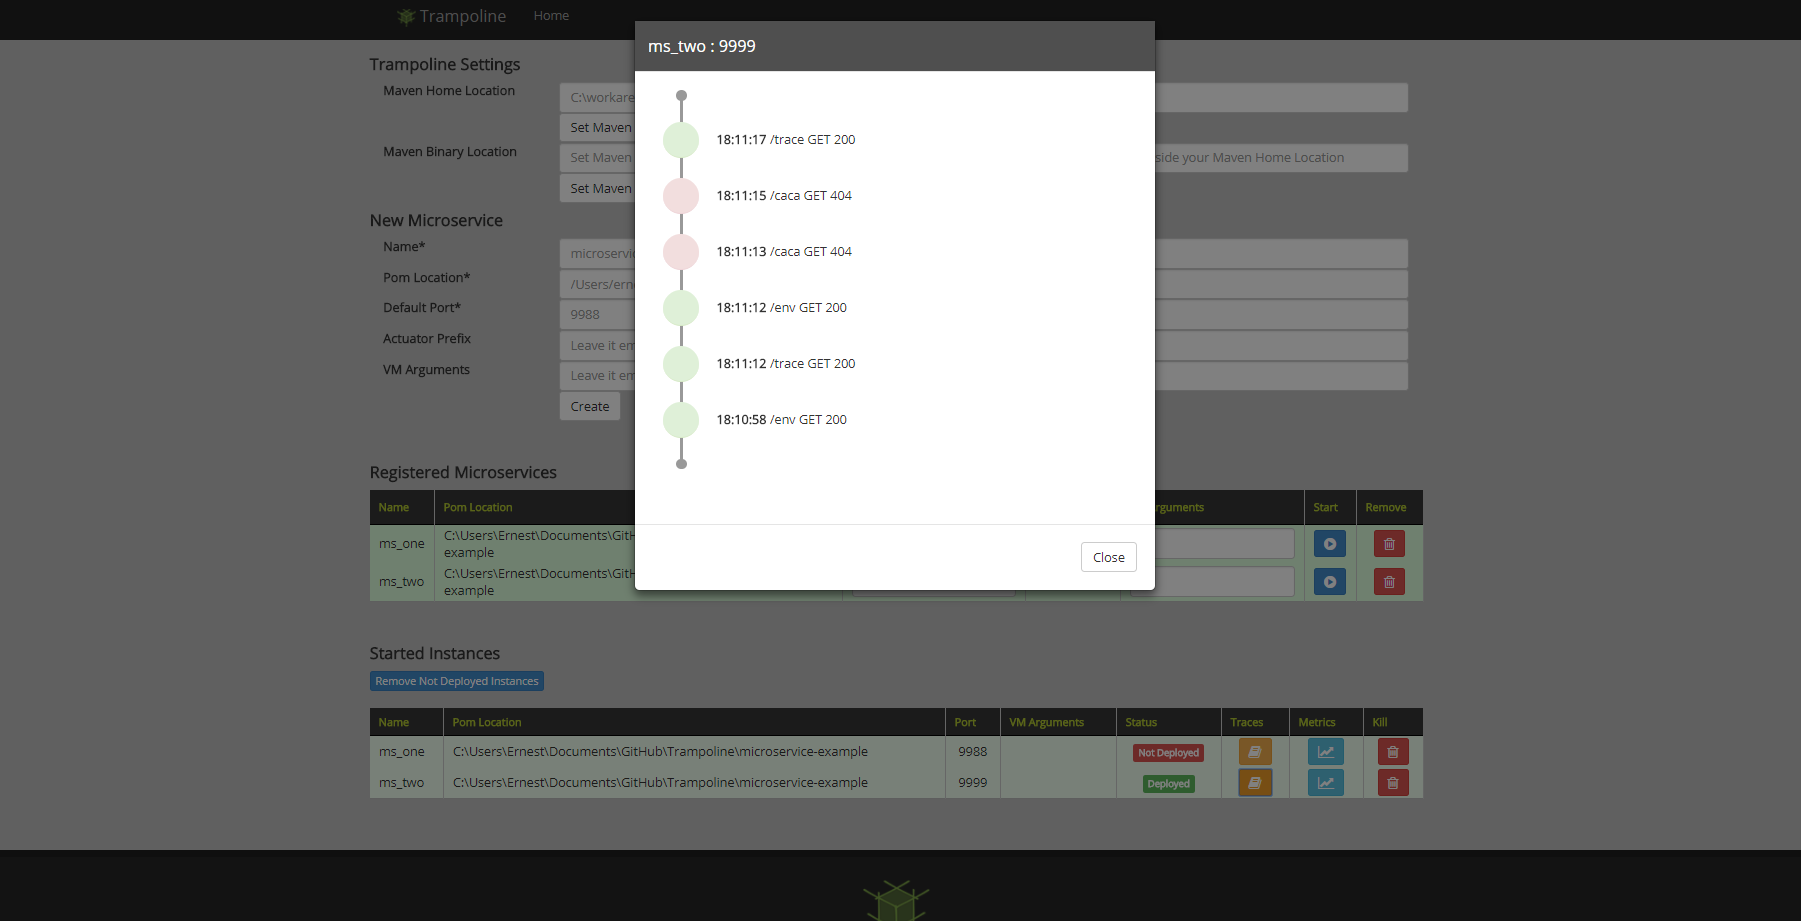 Trampoline Home
ms_two : 9999
18:11:17 /trace GET 200
18:11:15 /caca GET 404
18:11:13 /caca GET 404
18:11:12 /env GET 200
18:11:12 /trace GET 200
18:10:58 /env GET 200
Close
Trampoline Settings
Maven Home Location
C:\workare
Set Maven
Maven Binary Location
Set Maven side your Maven Home Location
Set Maven
New Microservice
Name*
microservi
Pom Location*
/Users/ern
Default Port*
9988
Actuator Prefix
Leave it em
VM Arguments
Leave it em
Create
Registered Microservices
Name Pom Location rguments Start Remove
ms_one C:\Users\Ernest\Documents\GitH
example
ms_two C:\Users\Ernest\Documents\GitH
example
Started Instances
Remove Not Deployed Instances
Name Pom Location Port VM Arguments Status Traces Metrics Kill
ms_one C:\Users\Ernest\Documents\GitHub\Trampoline\microservice-example 9988 Not Deployed
ms_two C:\Users\Ernest\Documents\GitHub\Trampoline\microservice-example 9999 Deployed